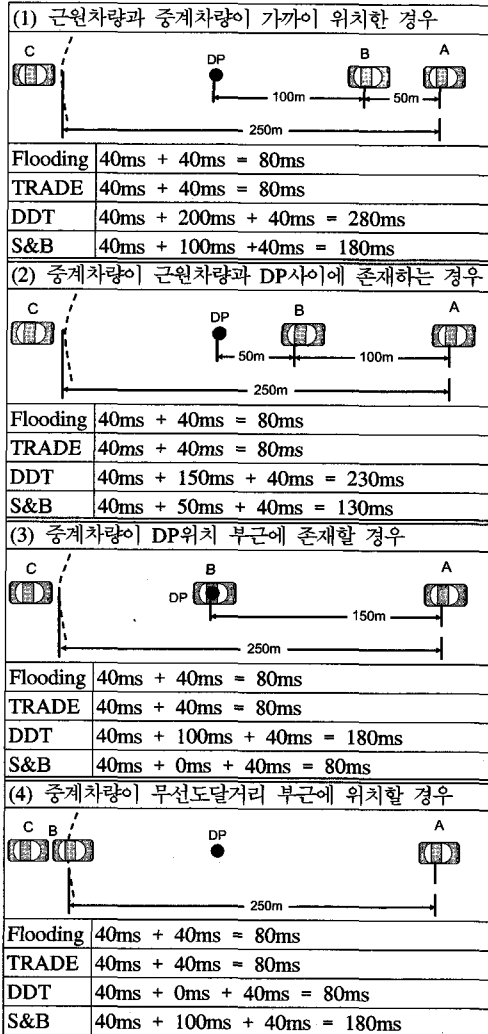 (1) 근원차량과 중계차량이 가까이 위치한 경우
C DP B A
100m 50m
250m
Flooding 40ms + 40ms = 80ms
TRADE 40ms + 40ms = 80ms
DDT 40ms + 200ms + 40ms = 280ms
S&B 40ms + 100ms +40ms = 180ms
(2) 중계차량이 근원차량과 DP사이에 존재하는 경우
C DP B A
50m 100m
250m
Flooding 40ms + 40ms = 80ms
TRADE 40ms + 40ms = 80ms
DDT 40ms + 150ms + 40ms = 230ms
S&B 40ms + 50ms + 40ms = 130ms
(3) 중계차량이 DP위치 부근에 존재할 경우
C B A
DP
150m
250m
Flooding 40ms + 40ms = 80ms
TRADE 40ms + 40ms = 80ms
DDT 40ms + 100ms + 40ms = 180ms
S&B 40ms + 0ms + 40ms = 80ms
(4) 중계차량이 무선도달거리 부근에 위치할 경우
C B DP A
250m
Flooding 40ms + 40ms = 80ms
TRADE 40ms + 40ms = 80ms
DDT 40ms + 0ms + 40ms = 80ms
S&B 40ms + 100ms + 40ms = 180ms